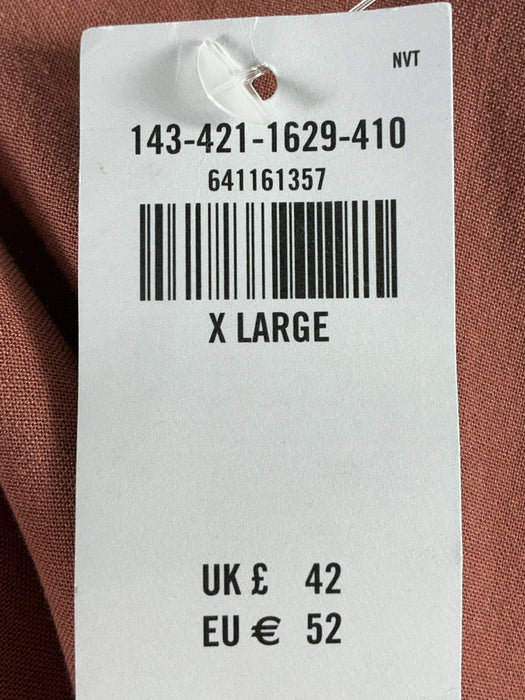 NVT
143-421-1629-410
641161357
X LARGE
UK £ 42
EU € 52